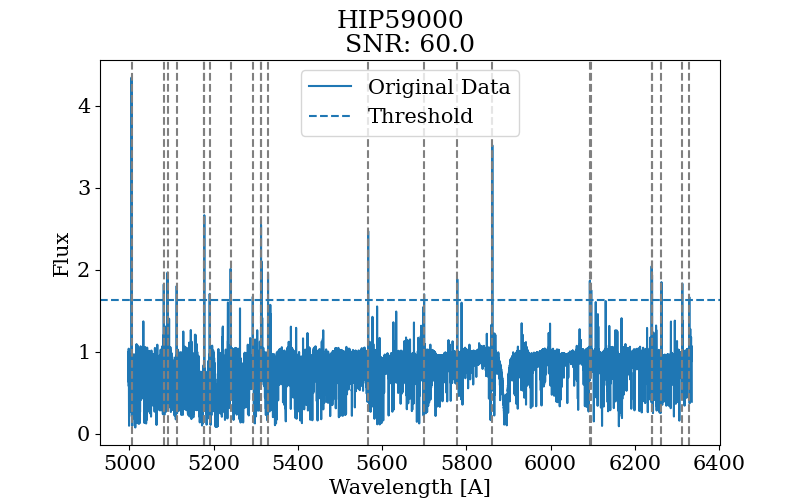 HIP59000
SNR: 60.0
Original Data
Threshold
Flux
4
3
2
1
0
5000 5200 5400 5600 5800 6000 6200 6400
Wavelength [A]